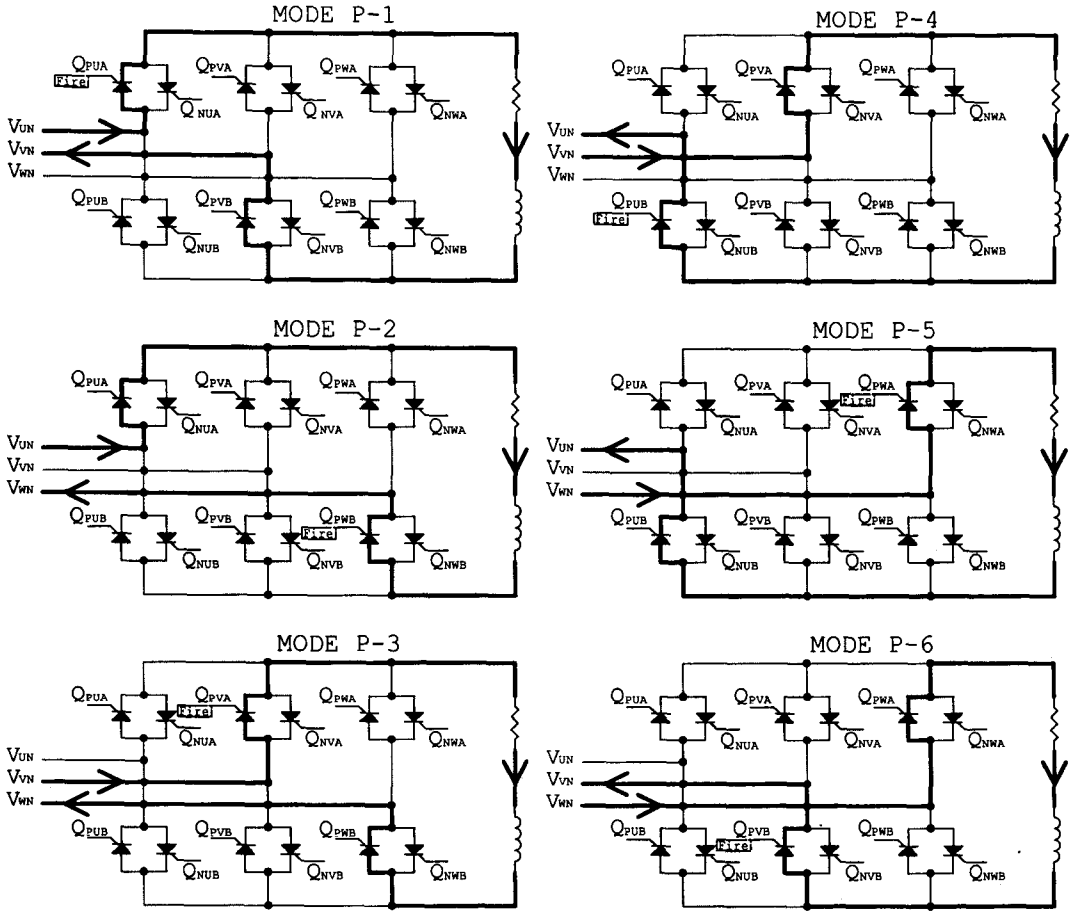 MODE P-1
QPUA QPVA QPWA
Fire
QNUA QNVA QNWA
VUN
VVN
VWN
QPUB QPVB QPWB
QNUB QNVB QNWB
MODE P-4
QPUA QPVA QPWA
QNUA QNVA QNWA
VUN
VVN
VWN
QPUB QPVB QPWB
Fire
QNUB QNVB QNWB
MODE P-2
QPUA QPVA QPWA
QNUA QNVA QNWA
VUN
VVN
VWN
QPUB QPVB QPWB
Fire
QNUB QNVB QNWB
MODE P-5
QPUA QPVA QPWA
Fire
QNUA QNVA QNWA
VUN
VVN
VWN
QPUB QPVB QPWB
QNUB QNVB QNWB
MODE P-3
QPUA QPVA QPWA
Fire
QNUA QNVA QNWA
VUN
VVN
VWN
QPUB QPVB QPWB
QNUB QNVB QNWB
MODE P-6
QPUA QPVA QPWA
QNUA QNVA QNWA
VUN
VVN
VWN
QPUB QPVB QPWB
Fire
QNUB QNVB QNWB